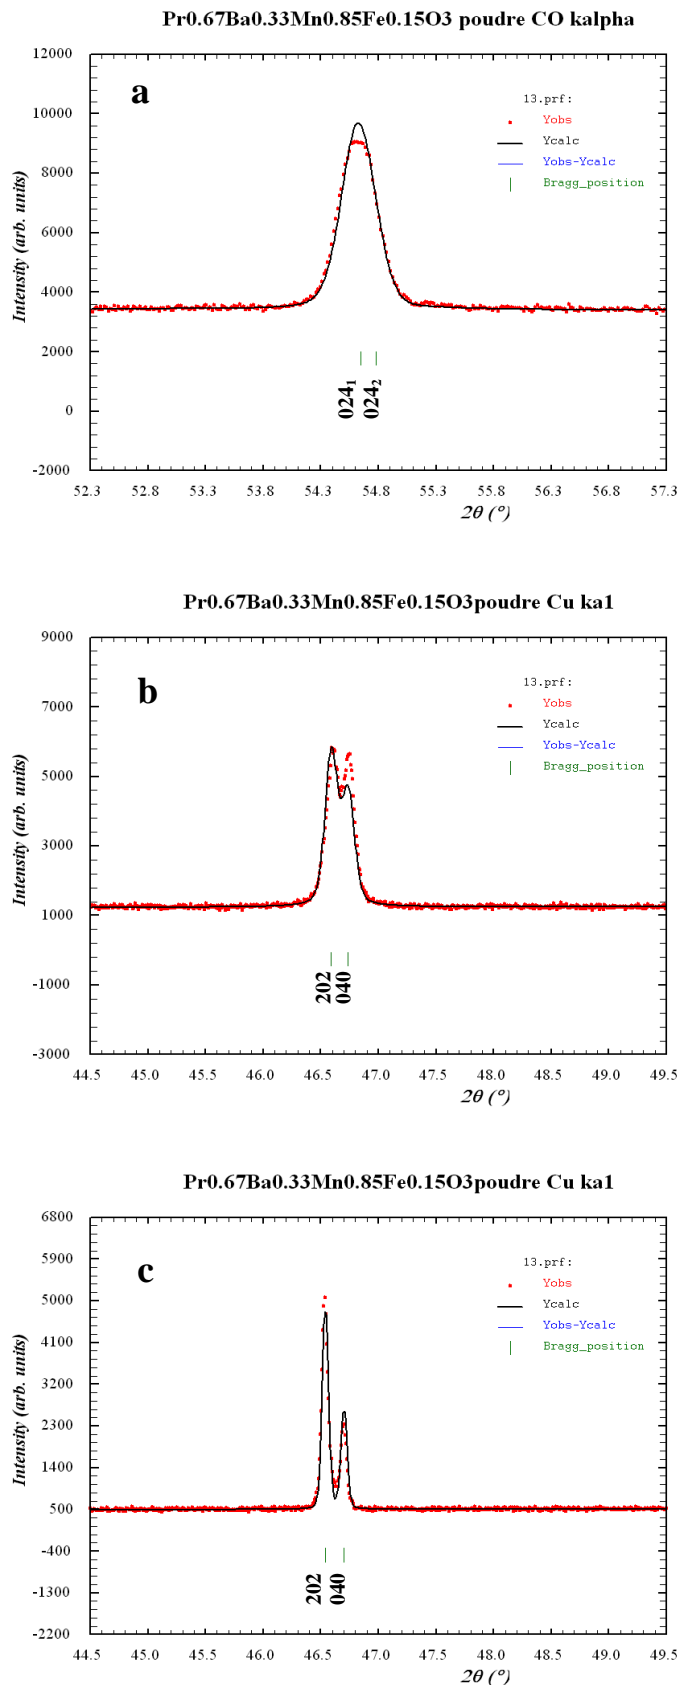 Pr0.67Ba0.33Mn0.85Fe0.15O3 poudre CO kalpha
12000
10000
8000
6000
4000
2000
0
-2000
Intensity (arb. units)
a
13.prf:
Yobs
Ycalc
Yobs-Ycalc
Bragg_position
024₁
024₂
52.3 52.8 53.3 53.8 54.3 54.8 55.3 55.8 56.3 56.8 57.3
2θ (°)
Pr0.67Ba0.33Mn0.85Fe0.15O3poudre Cu ka1
9000
7000
5000
3000
1000
-1000
-3000
Intensity (arb. units)
b
13.prf:
Yobs
Ycalc
Yobs-Ycalc
Bragg_position
202
040
44.5 45.0 45.5 46.0 46.5 47.0 47.5 48.0 48.5 49.0 49.5
2θ (°)
Pr0.67Ba0.33Mn0.85Fe0.15O3poudre Cu ka1
6800
5900
5000
4100
3200
2300
1400
500
-400
-1300
-2200
Intensity (arb. units)
c
13.prf:
Yobs
Ycalc
Yobs-Ycalc
Bragg_position
202
040
44.5 45.0 45.5 46.0 46.5 47.0 47.5 48.0 48.5 49.0 49.5
2θ (°)